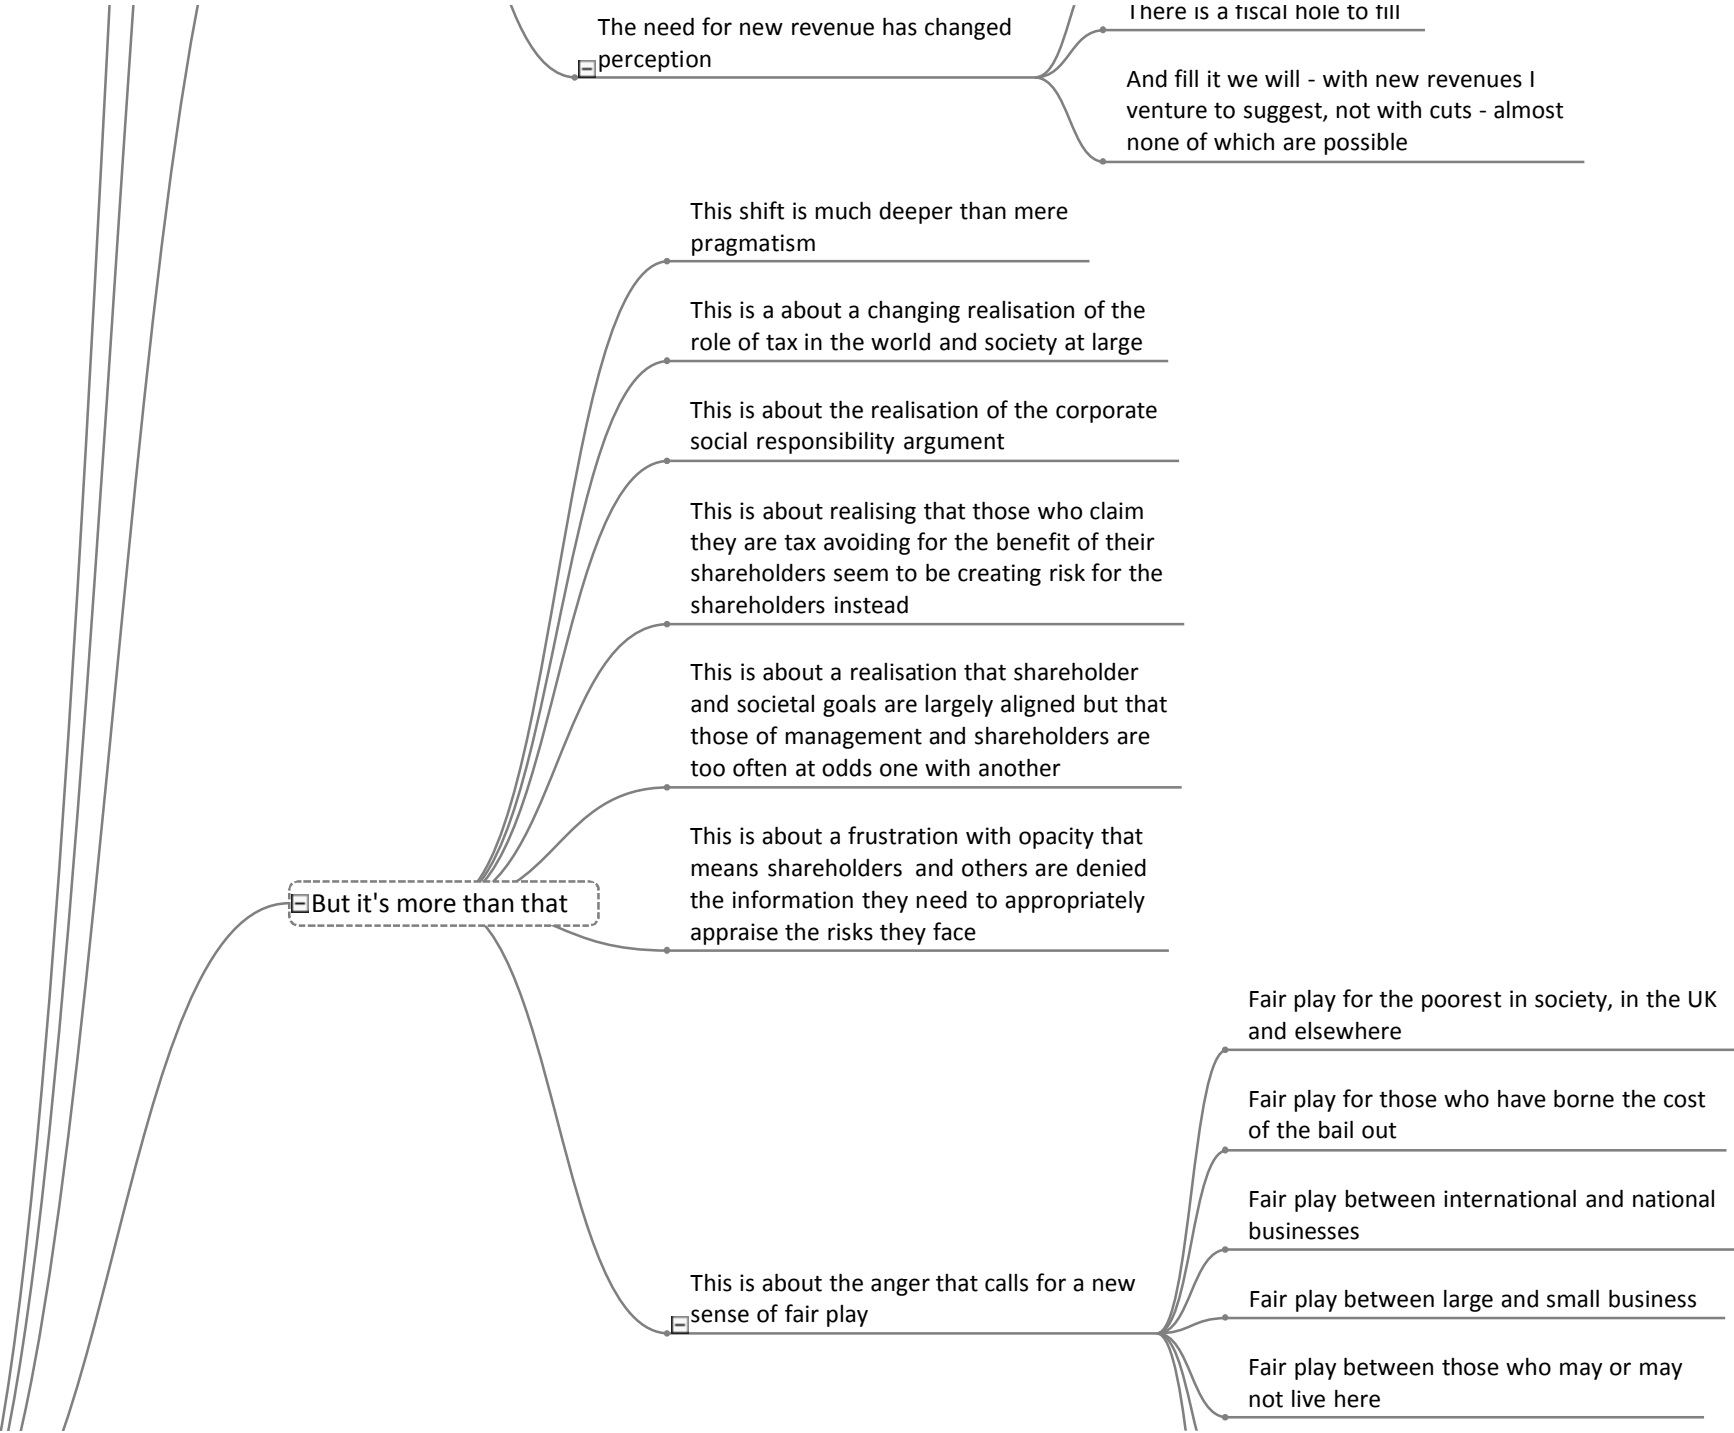 The need for new revenue has changed
perception
There is a fiscal hole to fill
And fill it we will - with new revenues I
venture to suggest, not with cuts - almost
none of which are possible
This shift is much deeper than mere
pragmatism
This is a about a changing realisation of the
role of tax in the world and society at large
This is about the realisation of the corporate
social responsibility argument
This is about realising that those who claim
they are tax avoiding for the benefit of their
shareholders seem to be creating risk for the
shareholders instead
This is about a realisation that shareholder
and societal goals are largely aligned but that
those of management and shareholders are
too often at odds one with another
But it's more than that
This is about a frustration with opacity that
means shareholders  and others are denied
the information they need to appropriately
appraise the risks they face
This is about the anger that calls for a new
sense of fair play
Fair play for the poorest in society, in the UK
and elsewhere
Fair play for those who have borne the cost
of the bail out
Fair play between international and national
businesses
Fair play between large and small business
Fair play between those who may or may
not live here